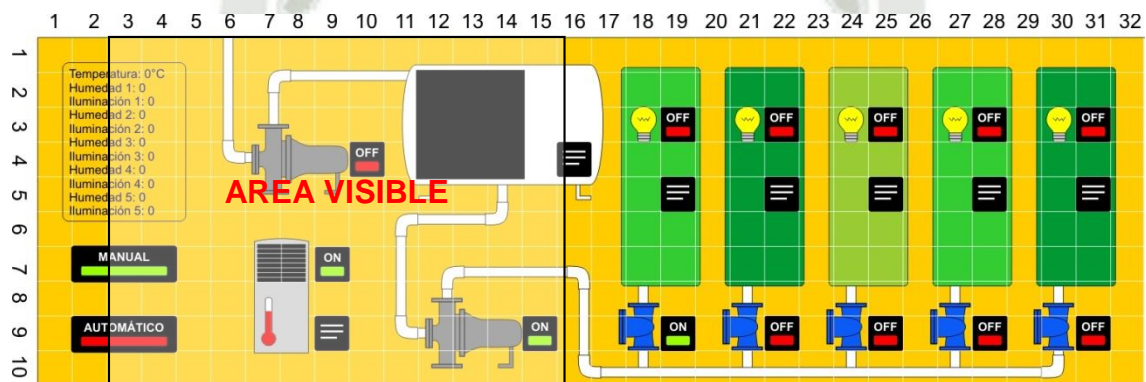 1 2 3 4 5 6 7 8 9 10 11 12 13 14 15 16 17 18 19 20 21 22 23 24 25 26 27 28 29 30 31 32
1
2
3
4
5
6
7
8
9
10
Temperatura: 0°C
Humedad 1: 0
Iluminación 1: 0
Humedad 2: 0
Iluminación 2: 0
Humedad 3: 0
Iluminación 3: 0
Humedad 4: 0
Iluminación 4: 0
Humedad 5: 0
Iluminación 5: 0
OFF
OFF
OFF
OFF
OFF
OFF
AREA VISIBLE
MANUAL
ON
AUTOMÁTICO
ON
ON
OFF
OFF
OFF
OFF